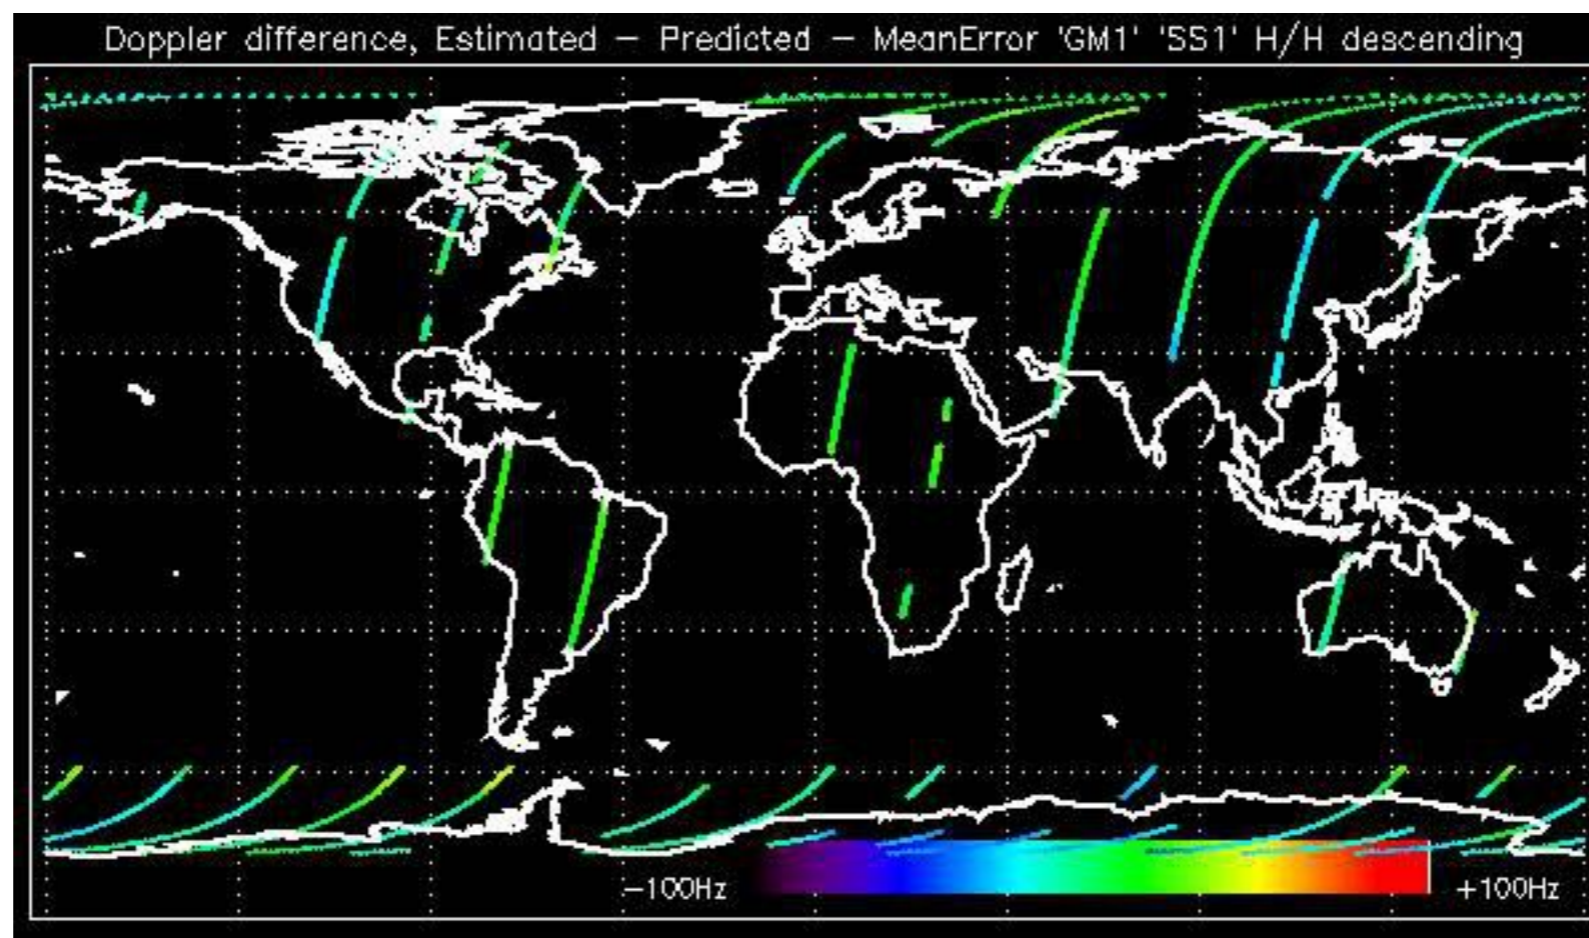 Doppler difference, Estimated – Predicted – MeanError 'GM1' 'SS1' H/H descending
−100Hz +100Hz